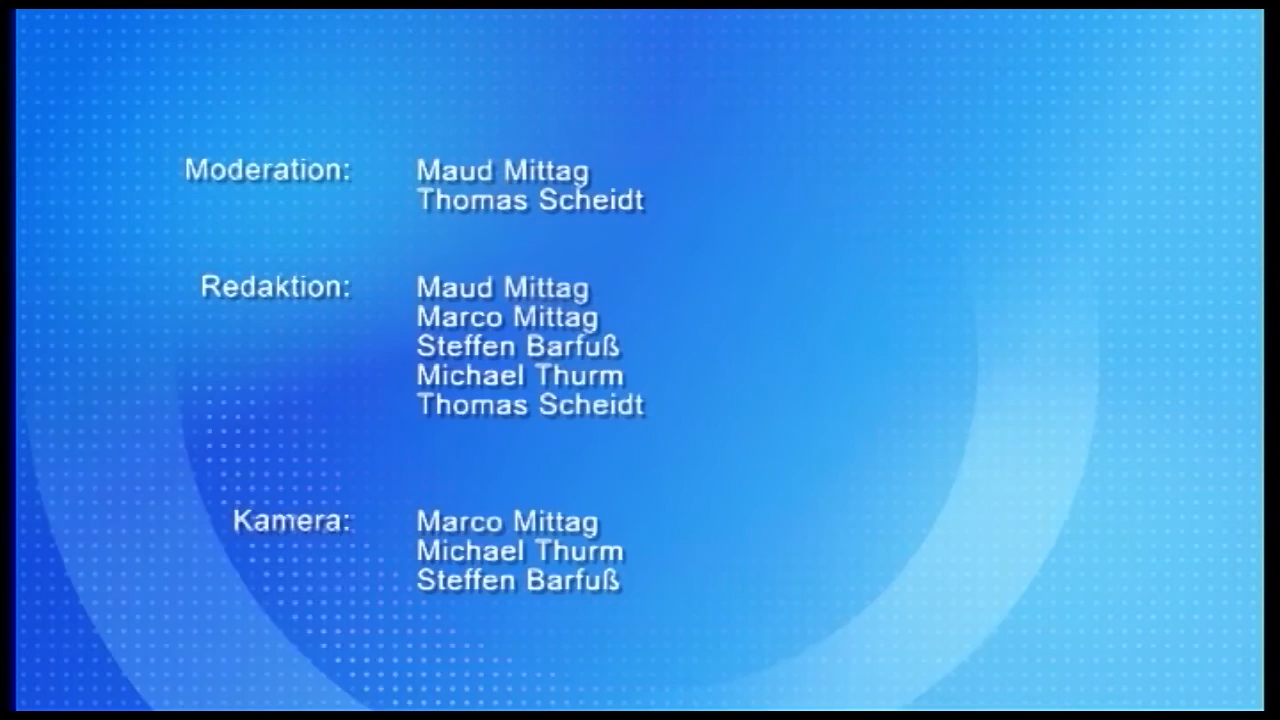 Moderation: Maud Mittag
Thomas Scheidt
Redaktion: Maud Mittag
Marco Mittag
Steffen Barfuß
Michael Thurm
Thomas Scheidt
Kamera: Marco Mittag
Michael Thurm
Steffen Barfuß